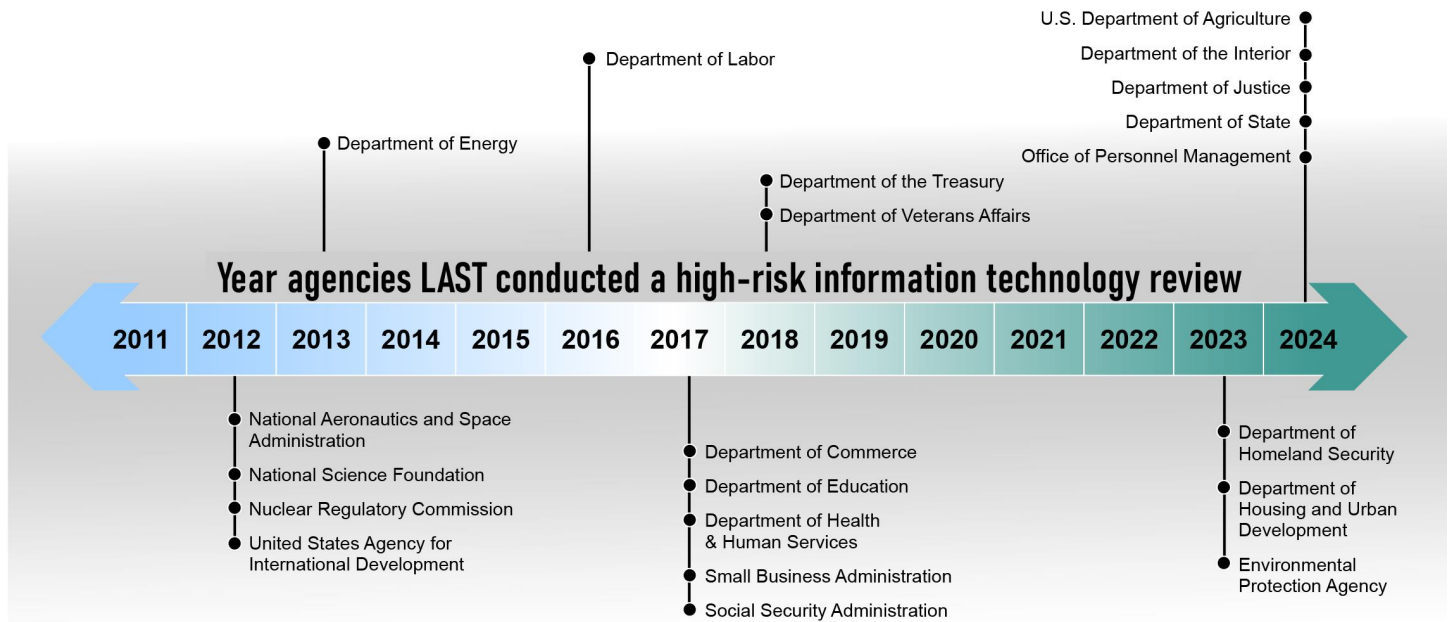 U.S. Department of Agriculture
Department of the Interior
Department of Justice
Department of State
Office of Personnel Management
Department of Labor
Department of Energy
Department of the Treasury
Department of Veterans Affairs
Year agencies LAST conducted a high-risk information technology review
2011 2012 2013 2014 2015 2016 2017 2018 2019 2020 2021 2022 2023 2024
National Aeronautics and Space
Administration
National Science Foundation
Nuclear Regulatory Commission
United States Agency for
International Development
Department of Commerce
Department of Education
Department of Health
& Human Services
Small Business Administration
Social Security Administration
Department of
Homeland Security
Department of
Housing and Urban
Development
Environmental
Protection Agency